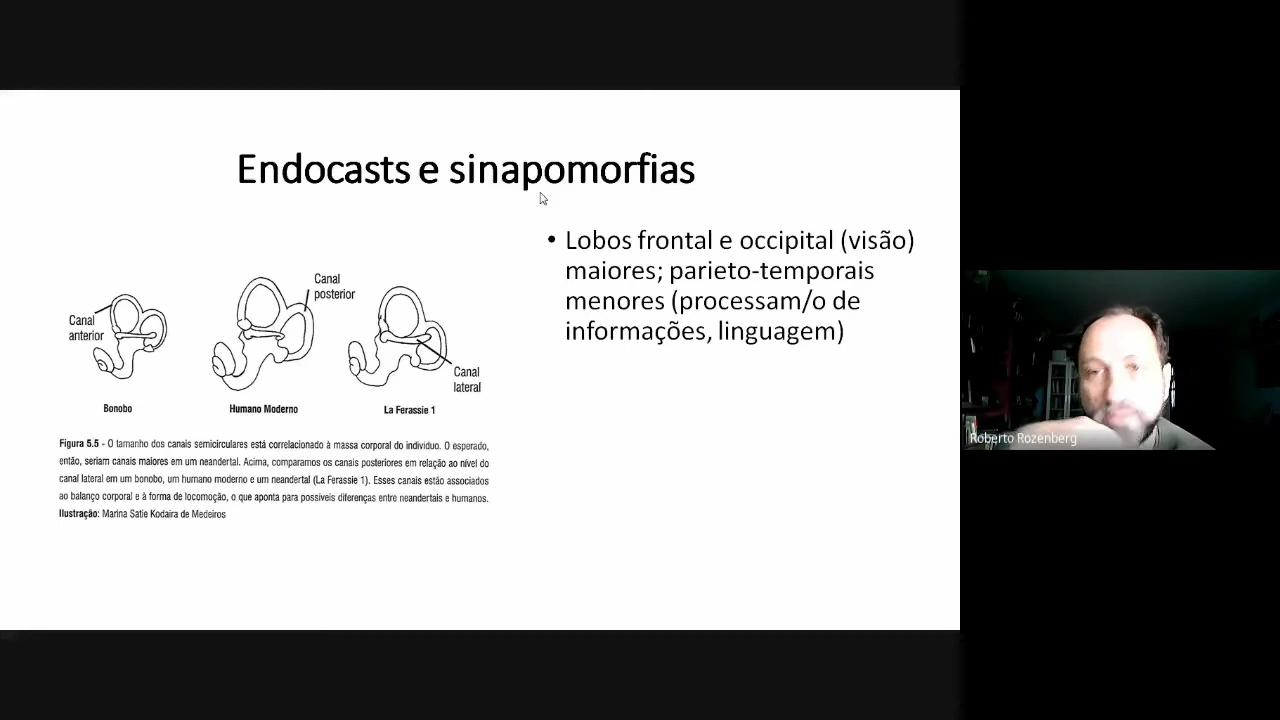 Endocasts e sinapomorfias
• Lobos frontal e occipital (visão)
maiores; parieto-temporais
menores (processam/o de
informações, linguagem)
Canal
anterior
Canal
posterior
Canal
lateral
Bonobo
Humano Moderno
La Ferassie 1
Figura 5.5 - O tamanho dos canais semicirculares está correlacionado à massa corporal do indivíduo. O esperado,
então, seriam canais maiores em um neandertal. Acima, comparamos os canais posteriores em relação ao nível do
canal lateral em um bonobo, um humano moderno e um neandertal (La Ferassie 1). Esses canais estão associados
ao balanço corporal e à forma de locomoção, o que aponta para possíveis diferenças entre neandertais e humanos.
Ilustração: Marina Satie Kodaira de Medeiros
Roberto Rozenberg